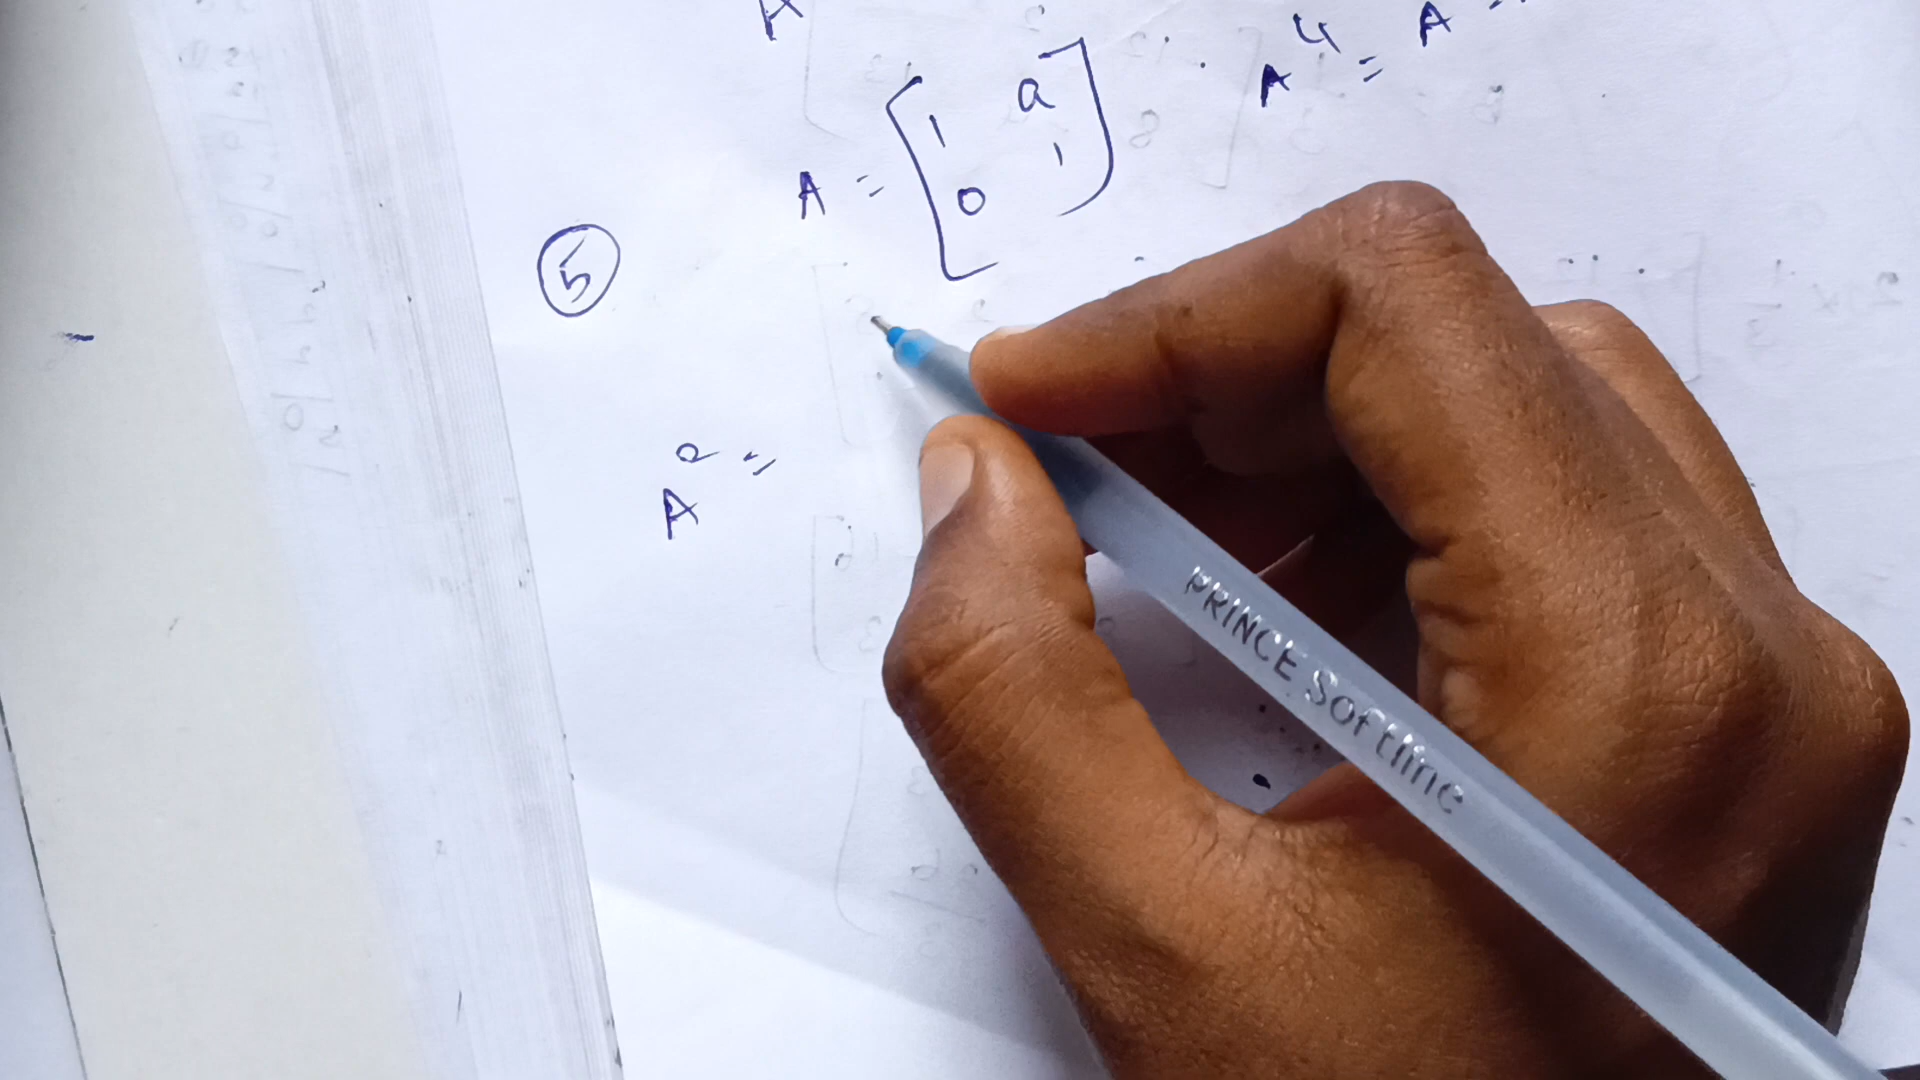 A
A⁴ = A
A = [ 1 a
0 1 ]
5
A² =
PRINCE Softline